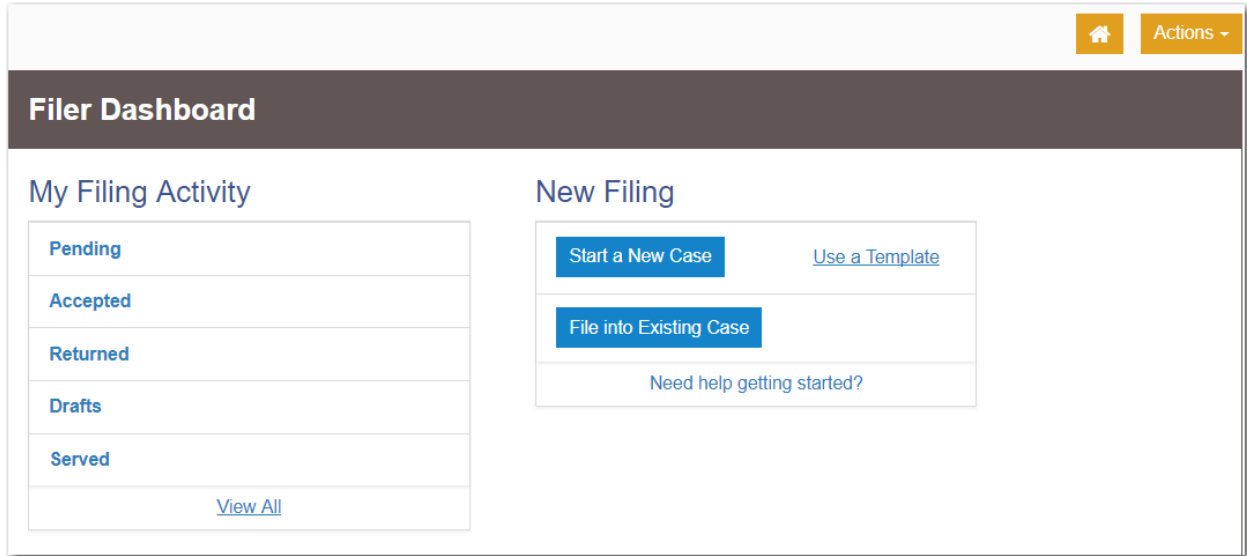 Actions
Filer Dashboard
My Filing Activity
Pending
Accepted
Returned
Drafts
Served
View All
New Filing
Start a New Case
Use a Template
File into Existing Case
Need help getting started?